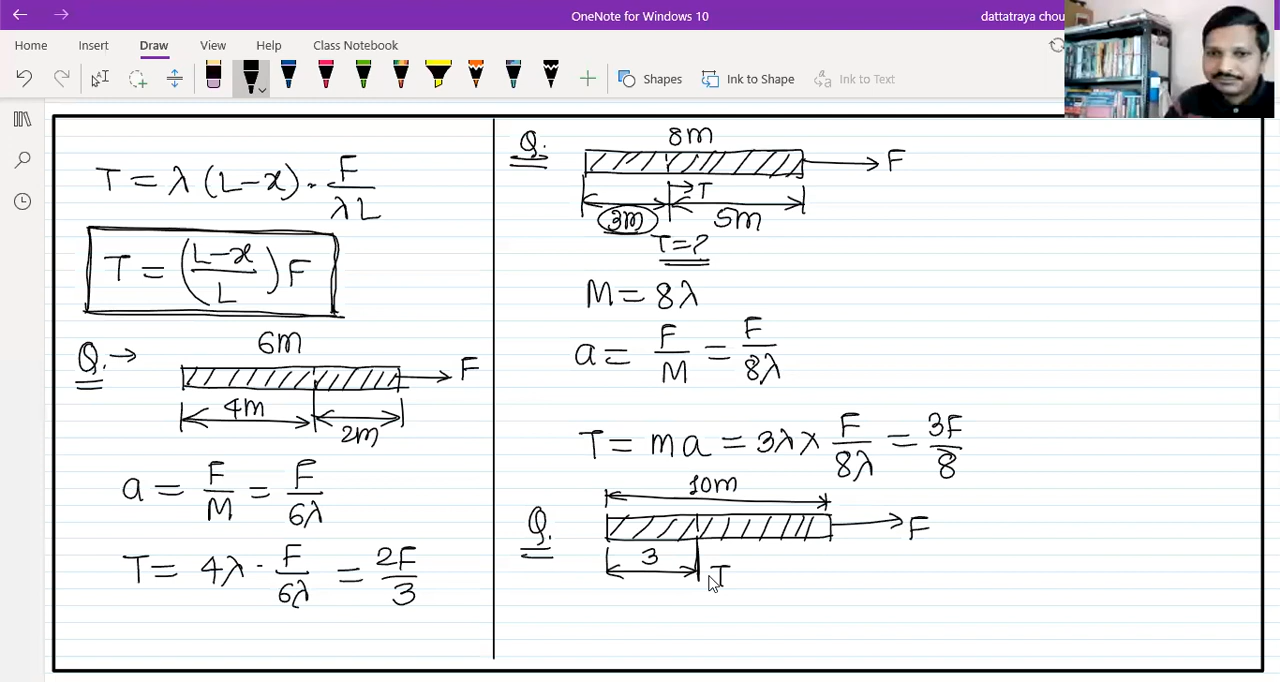 OneNote for Windows 10
dattatraya chou
Home Insert Draw View Help Class Notebook
Shapes Ink to Shape Ink to Text
T = λ (L-x) · F/λL
T = (L-x/L) F
Q. → 6m
F
4m
2m
a = F/M = F/6λ
T = 4λ · F/6λ = 2F/3
Q. 8m
F
T
3m 5m
T=?
M = 8λ
a = F/M = F/8λ
T = ma = 3λ × F/8λ = 3F/8
10m
Q. F
3
T